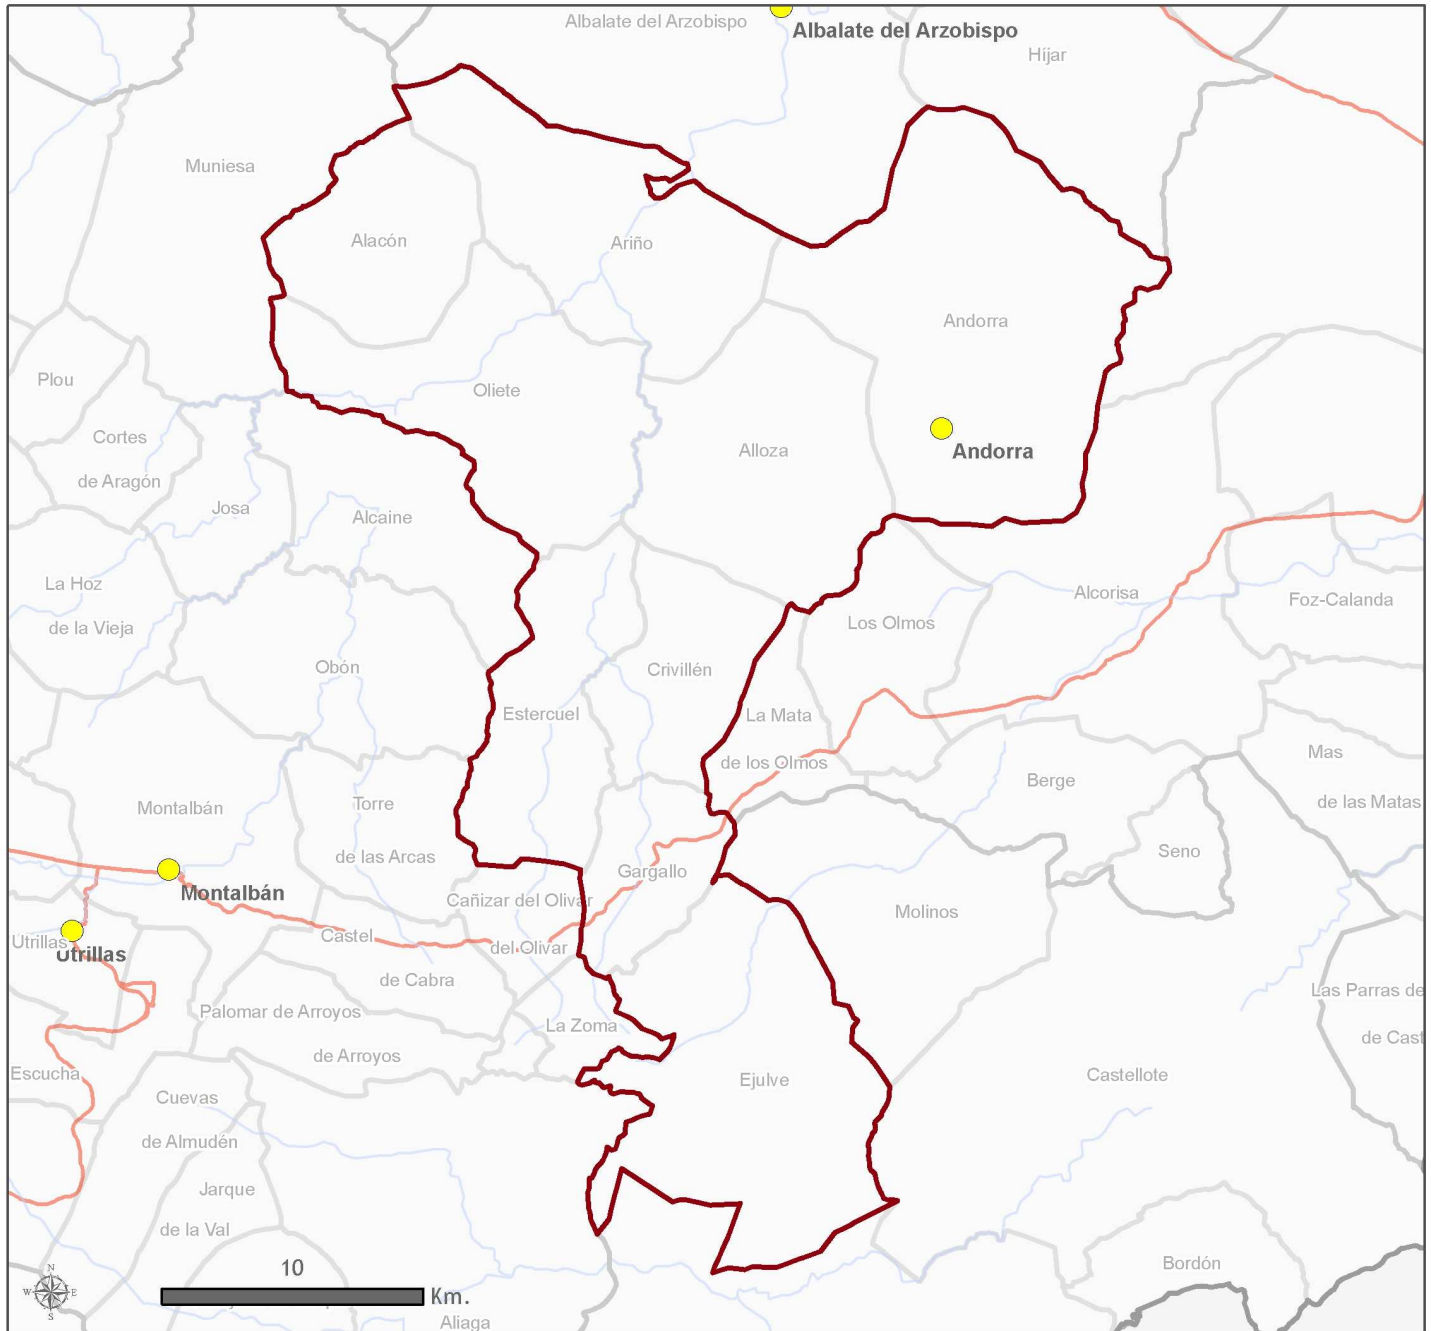 Albalate del Arzobispo
Albalate del Arzobispo
Híjar
Muniesa
Alacón
Ariño
Andorra
Plou
Oliete
Cortes
de Aragón
Alloza
Andorra
Josa
Alcaine
La Hoz
de la Vieja
Alcorisa
Foz-Calanda
Los Olmos
Obón
Crivillén
Estercuel
La Mata
de los Olmos
Mas
de las Matas
Berge
Montalbán
Torre
de las Arcas
Seno
Gargallo
Montalbán
Cañizar del Olivar
del Olivar
Molinos
Utrillas
Utrillas
Castel
de Cabra
Las Parras de
de Cast
Palomar de Arroyos
de Arroyos
La Zoma
Escucha
Ejulve
Castellote
Cuevas
de Almudén
Jarque
de la Val
Bordón
10
Km.
N
W
E
S
Aliaga